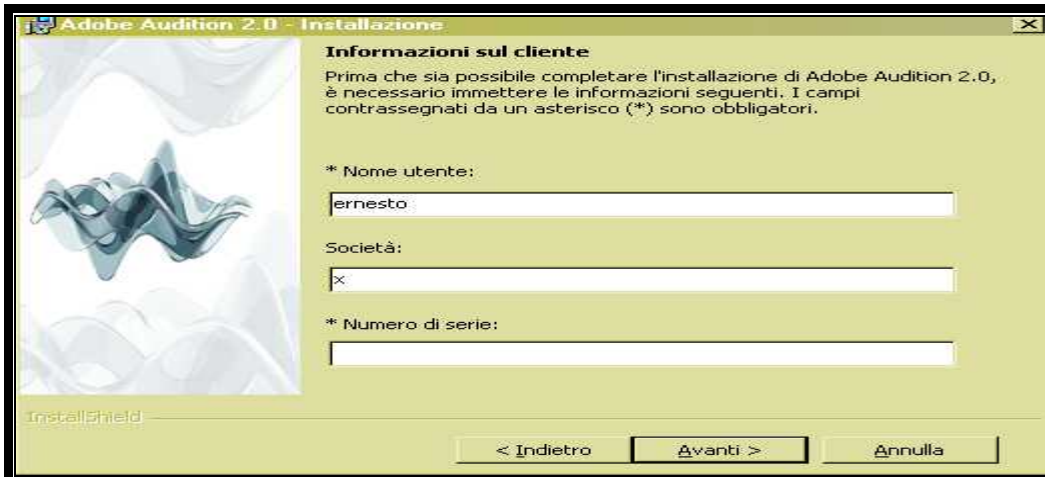 Adobe Audition 2.0 - Installazione
Informazioni sul cliente
Prima che sia possibile completare l'installazione di Adobe Audition 2.0,
è necessario immettere le informazioni seguenti. I campi
contrassegnati da un asterisco (*) sono obbligatori.
* Nome utente:
ernesto
Società:
x
* Numero di serie:
InstallShield
< Indietro
Avanti >
Annulla